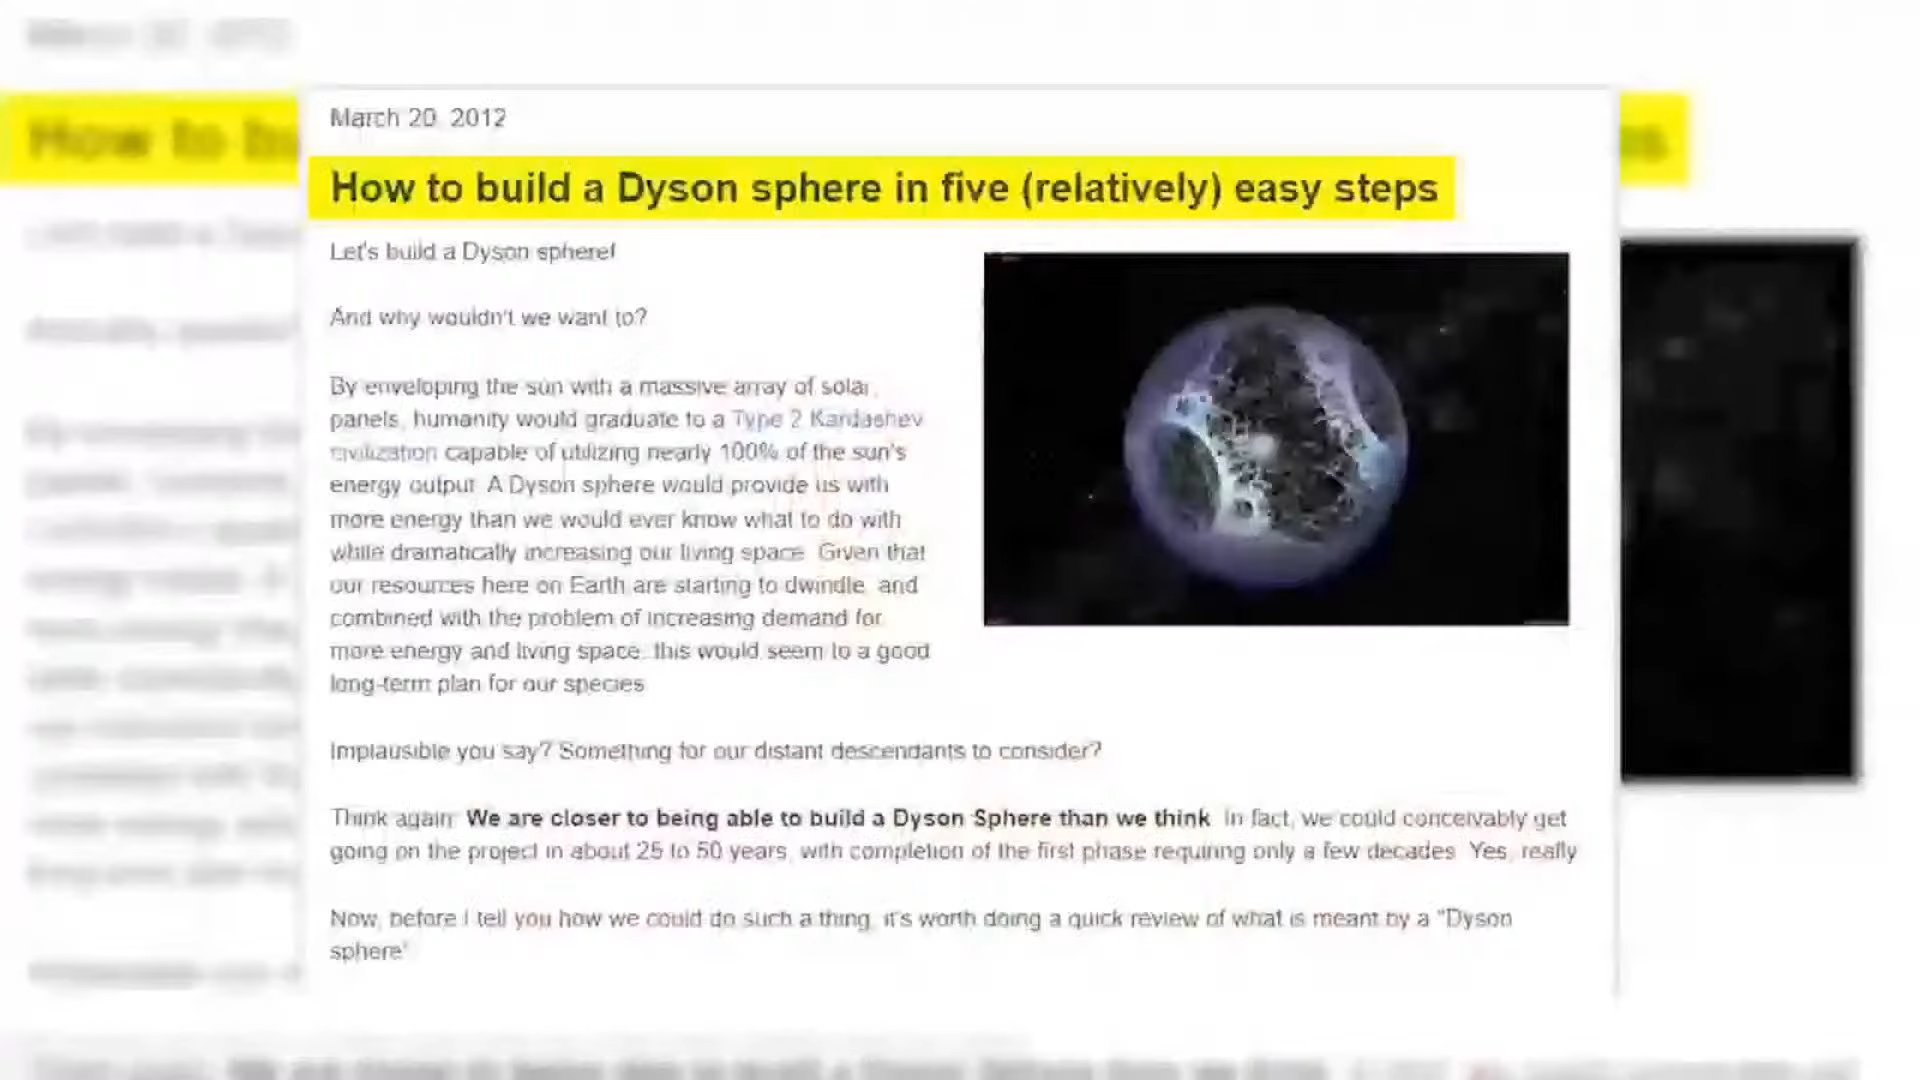 March 20, 2012
How to build a Dyson sphere in five (relatively) easy steps
Let's build a Dyson sphere!
And why wouldn't we want to?
By enveloping the sun with a massive array of solar
panels, humanity would graduate to a Type 2 Kardashev
civilization capable of utilizing nearly 100% of the sun's
energy output. A Dyson sphere would provide us with
more energy than we would ever know what to do with
while dramatically increasing our living space. Given that
our resources here on Earth are starting to dwindle, and
combined with the problem of increasing demand for
more energy and living space, this would seem to a good
long-term plan for our species.
Implausible you say? Something for our distant descendants to consider?
Think again: We are closer to being able to build a Dyson Sphere than we think. In fact, we could conceivably get
going on the project in about 25 to 50 years, with completion of the first phase requiring only a few decades. Yes, really
Now, before I tell you how we could do such a thing, it's worth doing a quick review of what is meant by a "Dyson
sphere"